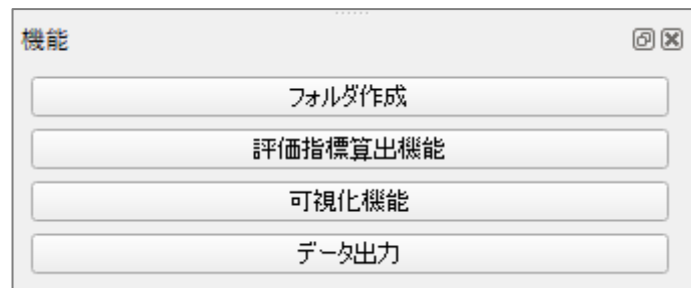 機能
フォルダ作成
評価指標算出機能
可視化機能
データ出力